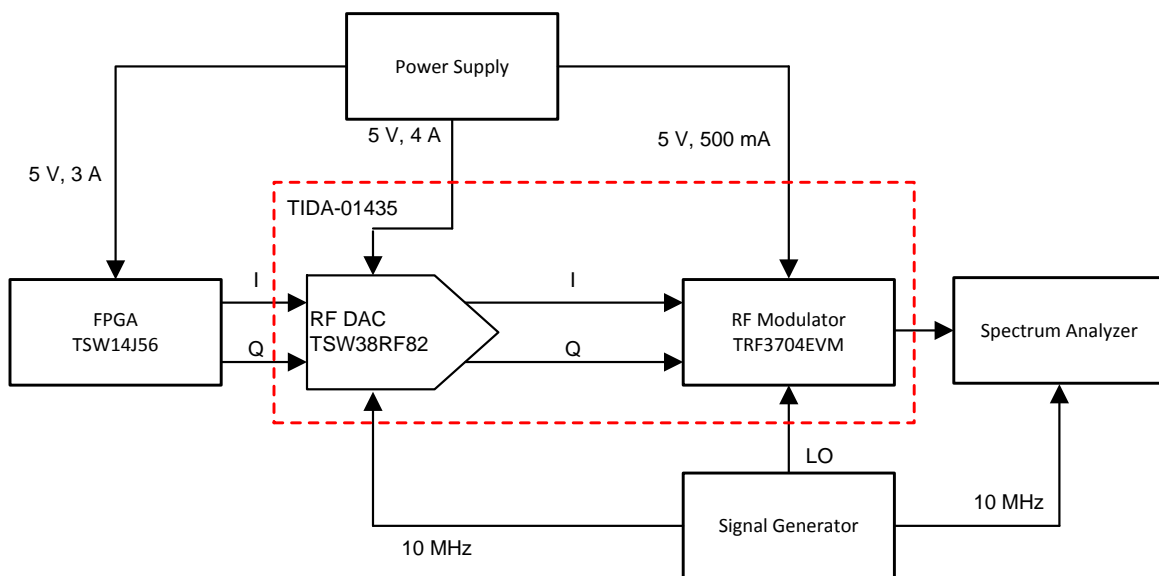 Power Supply
5 V, 4 A
5 V, 500 mA
5 V, 3 A
TIDA-01435
I
I
FPGA
TSW14J56
RF DAC
TSW38RF82
RF Modulator
TRF3704EVM
Spectrum Analyzer
Q
Q
LO
10 MHz
Signal Generator
10 MHz